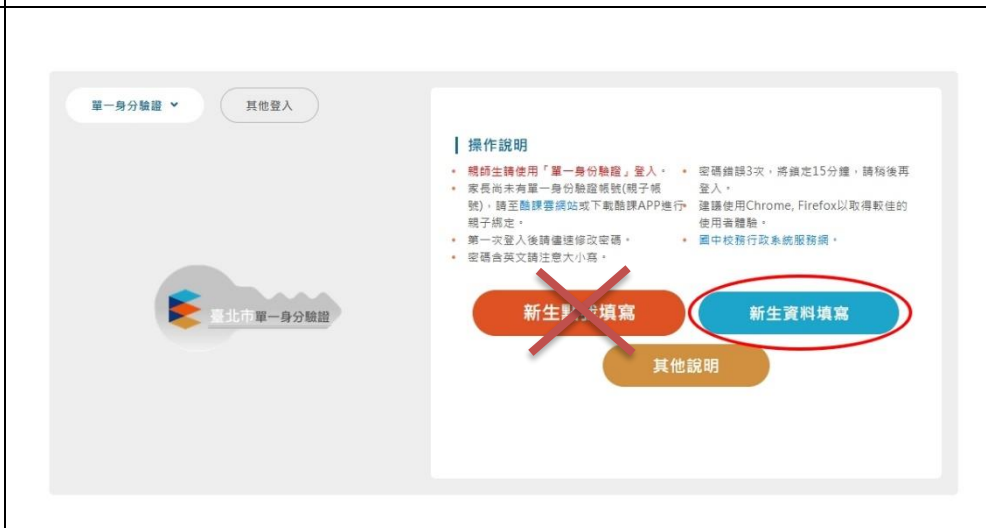 單一身分驗證
其他登入
操作說明
親師生請使用「單一身份驗證」登入。
家長尚未有單一身份驗證帳號(親子帳
號)，請至酷課雲網站或下載酷課APP進行
親子綁定。
第一次登入後請儘速修改密碼。
密碼含英文請注意大小寫。
密碼錯誤3次，將鎖定15分鐘，請稍後再
登入。
建議使用Chrome, Firefox以取得較佳的
使用者體驗。
國中校務行政系統服務網。
臺北市單一身分驗證
新生 填寫
新生資料填寫
其他說明